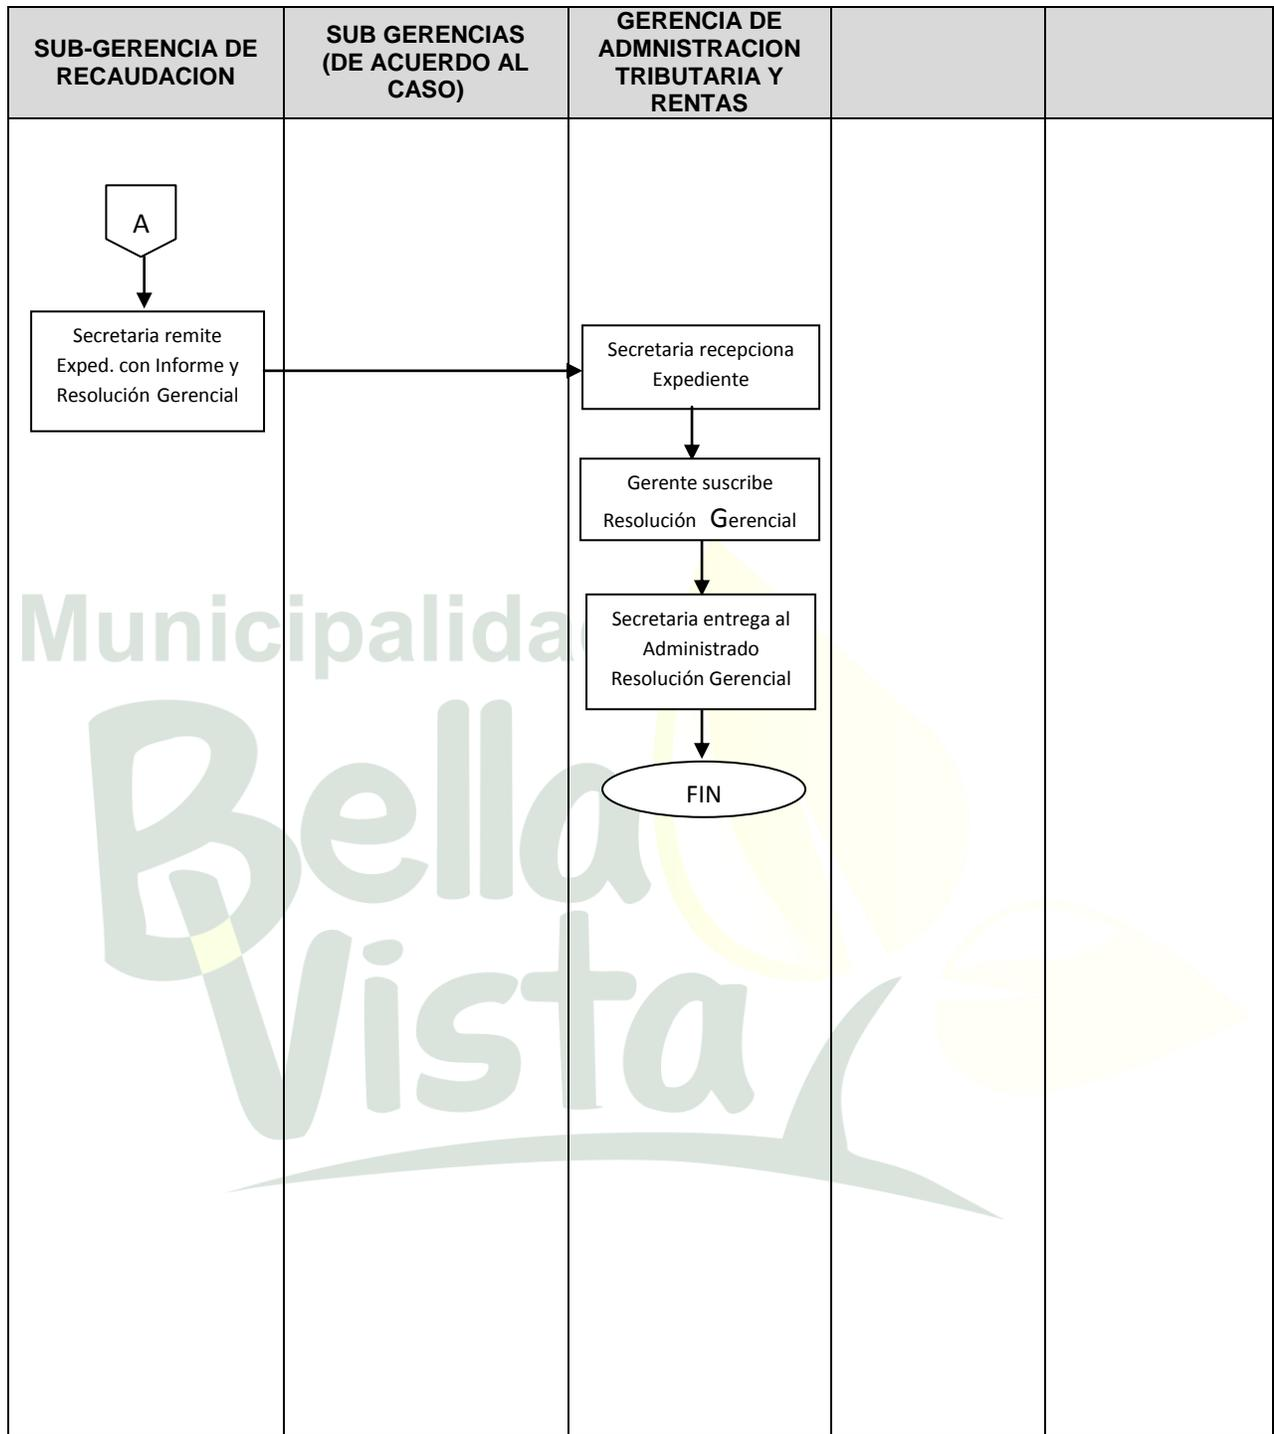 SUB-GERENCIA DE
RECAUDACION
SUB GERENCIAS
(DE ACUERDO AL
CASO)
GERENCIA DE
ADMNISTRACION
TRIBUTARIA Y
RENTAS
A
Secretaria remite
Exped. con Informe y
Resolución Gerencial
Secretaria recepciona
Expediente
Gerente suscribe
Resolución Gerencial
Secretaria entrega al
Administrado
Resolución Gerencial
FIN
Municipalida
Bella
Vista